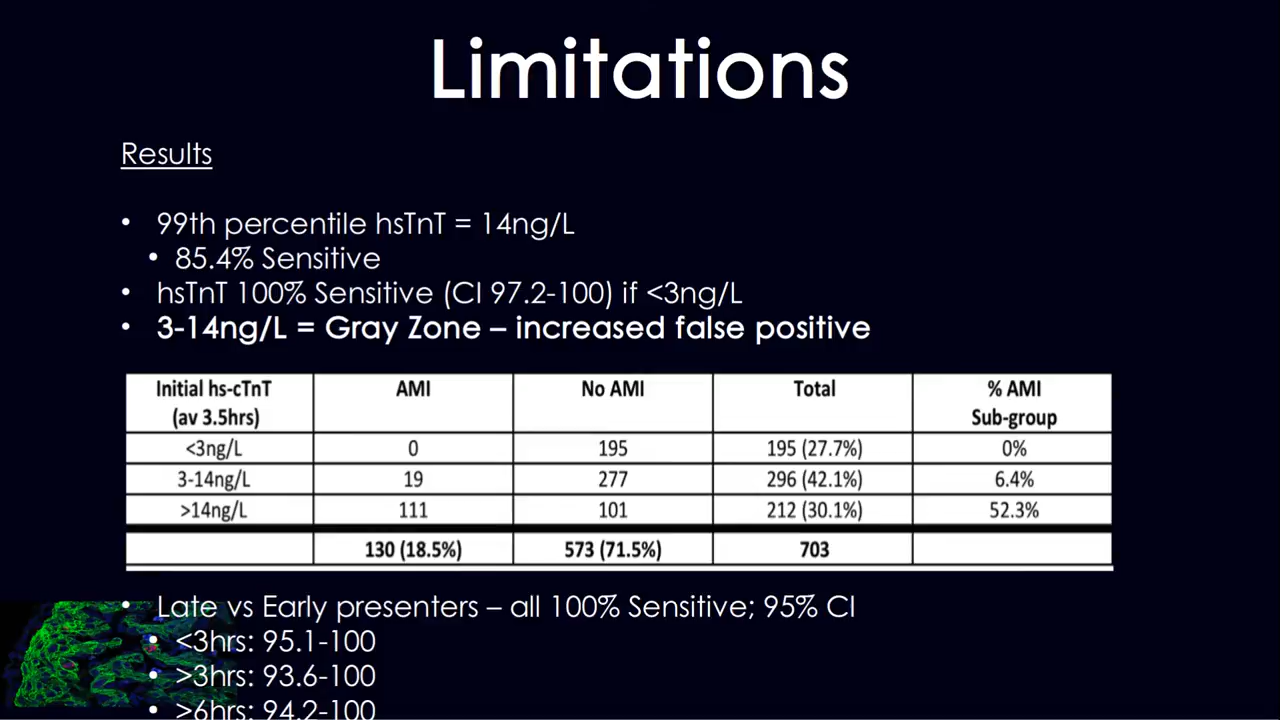 Limitations
Results
• 99th percentile hsTnT = 14ng/L
• 85.4% Sensitive
• hsTnT 100% Sensitive (CI 97.2-100) if <3ng/L
• 3-14ng/L = Gray Zone – increased false positive
Initial hs-cTnT (av 3.5hrs) AMI No AMI Total % AMI Sub-group
<3ng/L 0 195 195 (27.7%) 0%
3-14ng/L 19 277 296 (42.1%) 6.4%
>14ng/L 111 101 212 (30.1%) 52.3%
130 (18.5%) 573 (71.5%) 703
• Late vs Early presenters – all 100% Sensitive; 95% CI
• <3hrs: 95.1-100
• >3hrs: 93.6-100
• >6hrs: 94.2-100